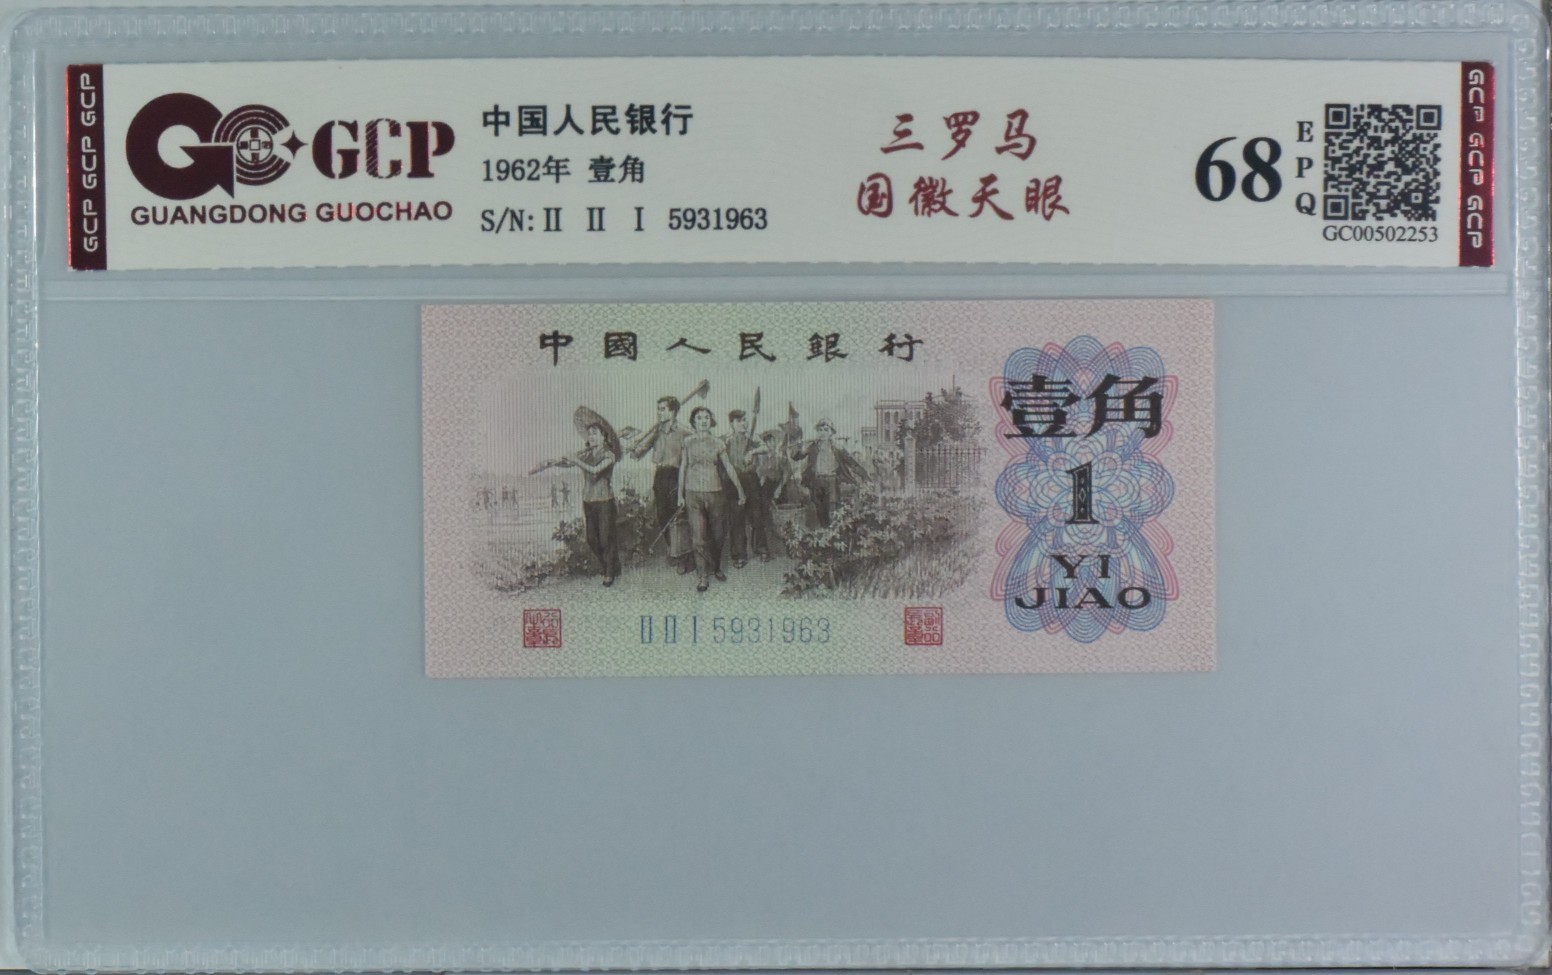 GCP GCP GCP
GCP
GUANGDONG GUOCHAO
中国人民银行
1962年 壹角
S/N: II II I 5931963
三罗马
国徽天眼
68
EPQ
GC00502253
GCP GCP GCP
中國人民銀行
壹角
1
YI
JIAO
II II I 5931963